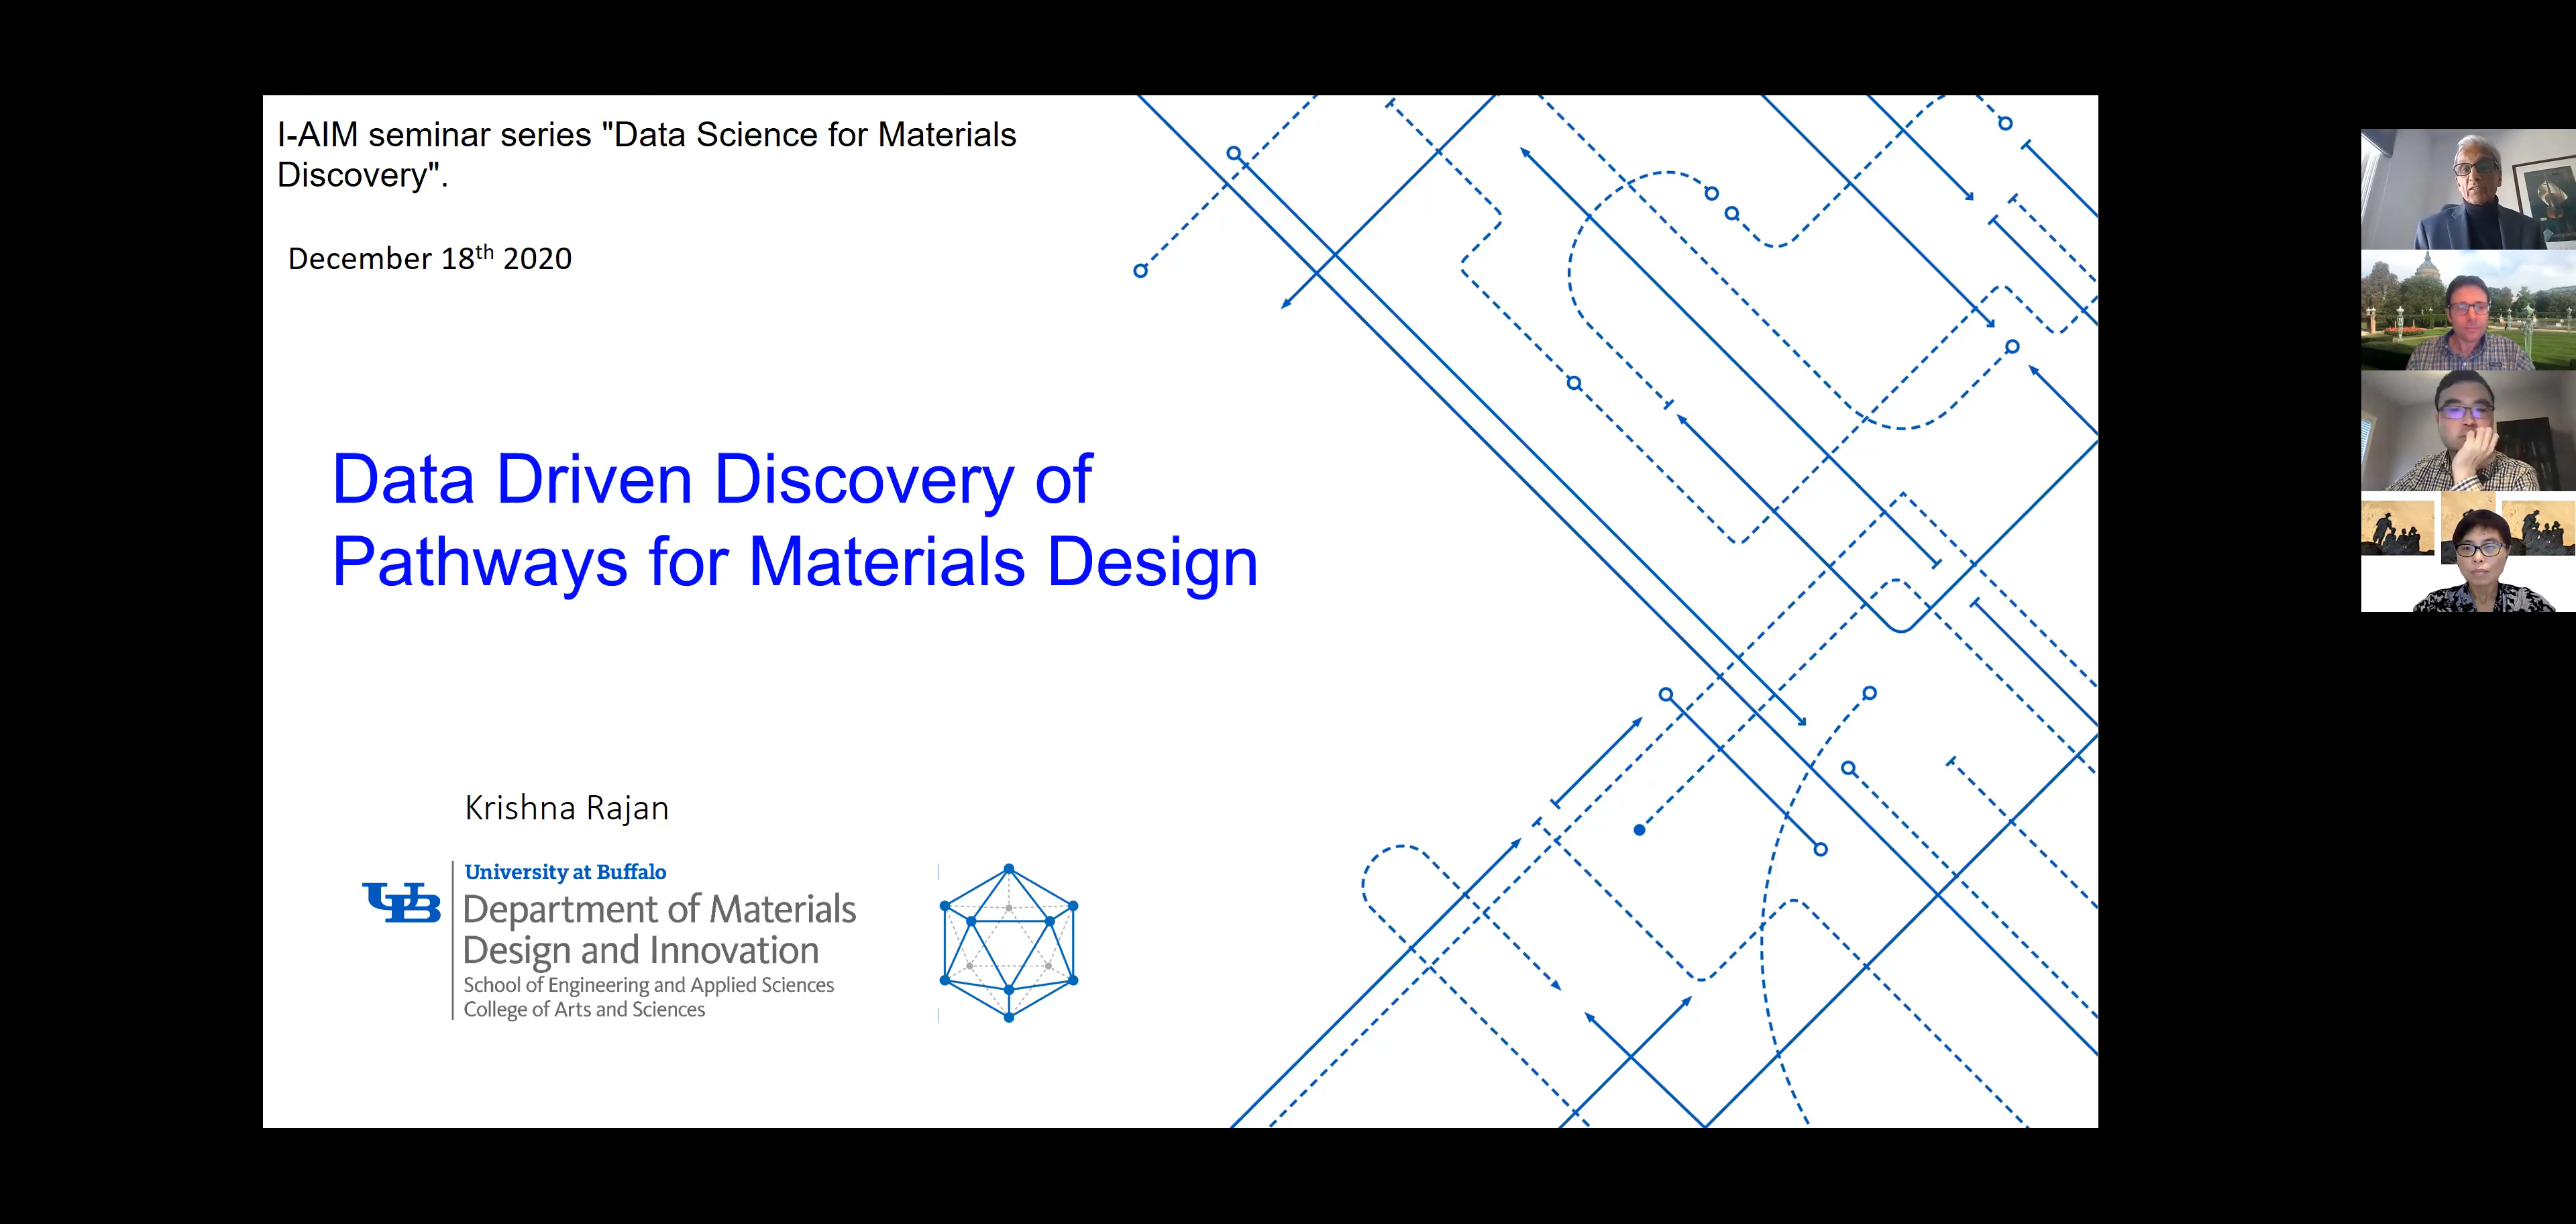 I-AIM seminar series "Data Science for Materials
Discovery".
December 18th 2020
Data Driven Discovery of
Pathways for Materials Design
Krishna Rajan
UB
University at Buffalo
Department of Materials
Design and Innovation
School of Engineering and Applied Sciences
College of Arts and Sciences